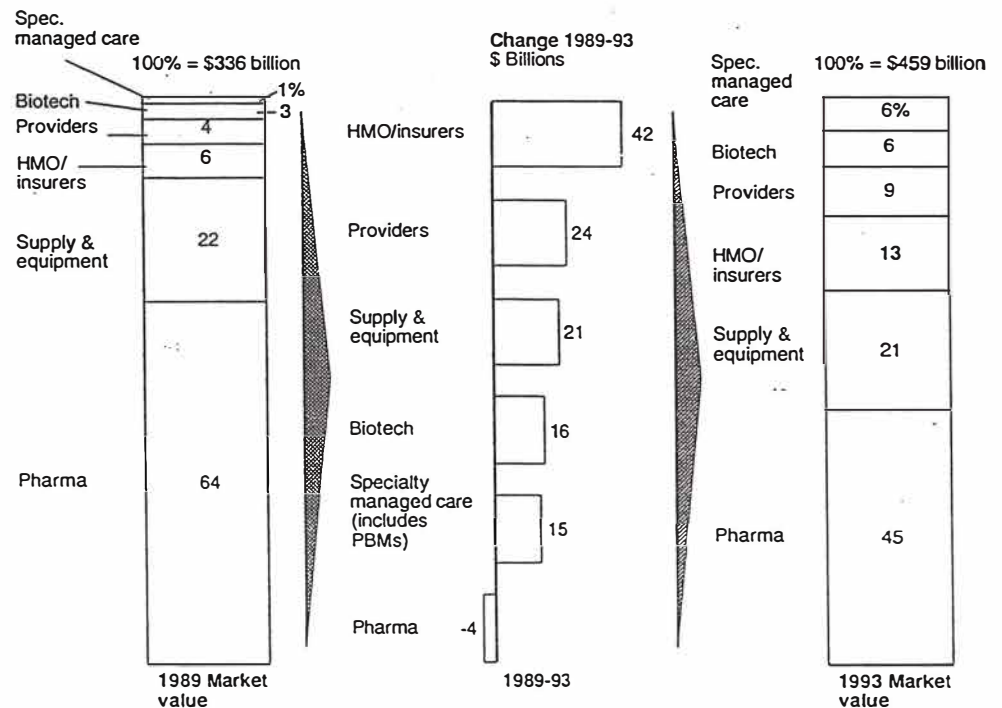 Spec.
managed care
100% = $336 billion
1%
Biotech
3
Providers
4
HMO/
insurers
6
Supply &
equipment
22
Pharma
64
1989 Market
value
Change 1989-93
$ Billions
HMO/insurers
42
Providers
24
Supply &
equipment
21
Biotech
16
Specialty
managed care
(includes
PBMs)
15
Pharma
-4
1989-93
Spec.
managed
care
100% = $459 billion
6%
Biotech
6
Providers
9
HMO/
insurers
13
Supply &
equipment
21
Pharma
45
1993 Market
value